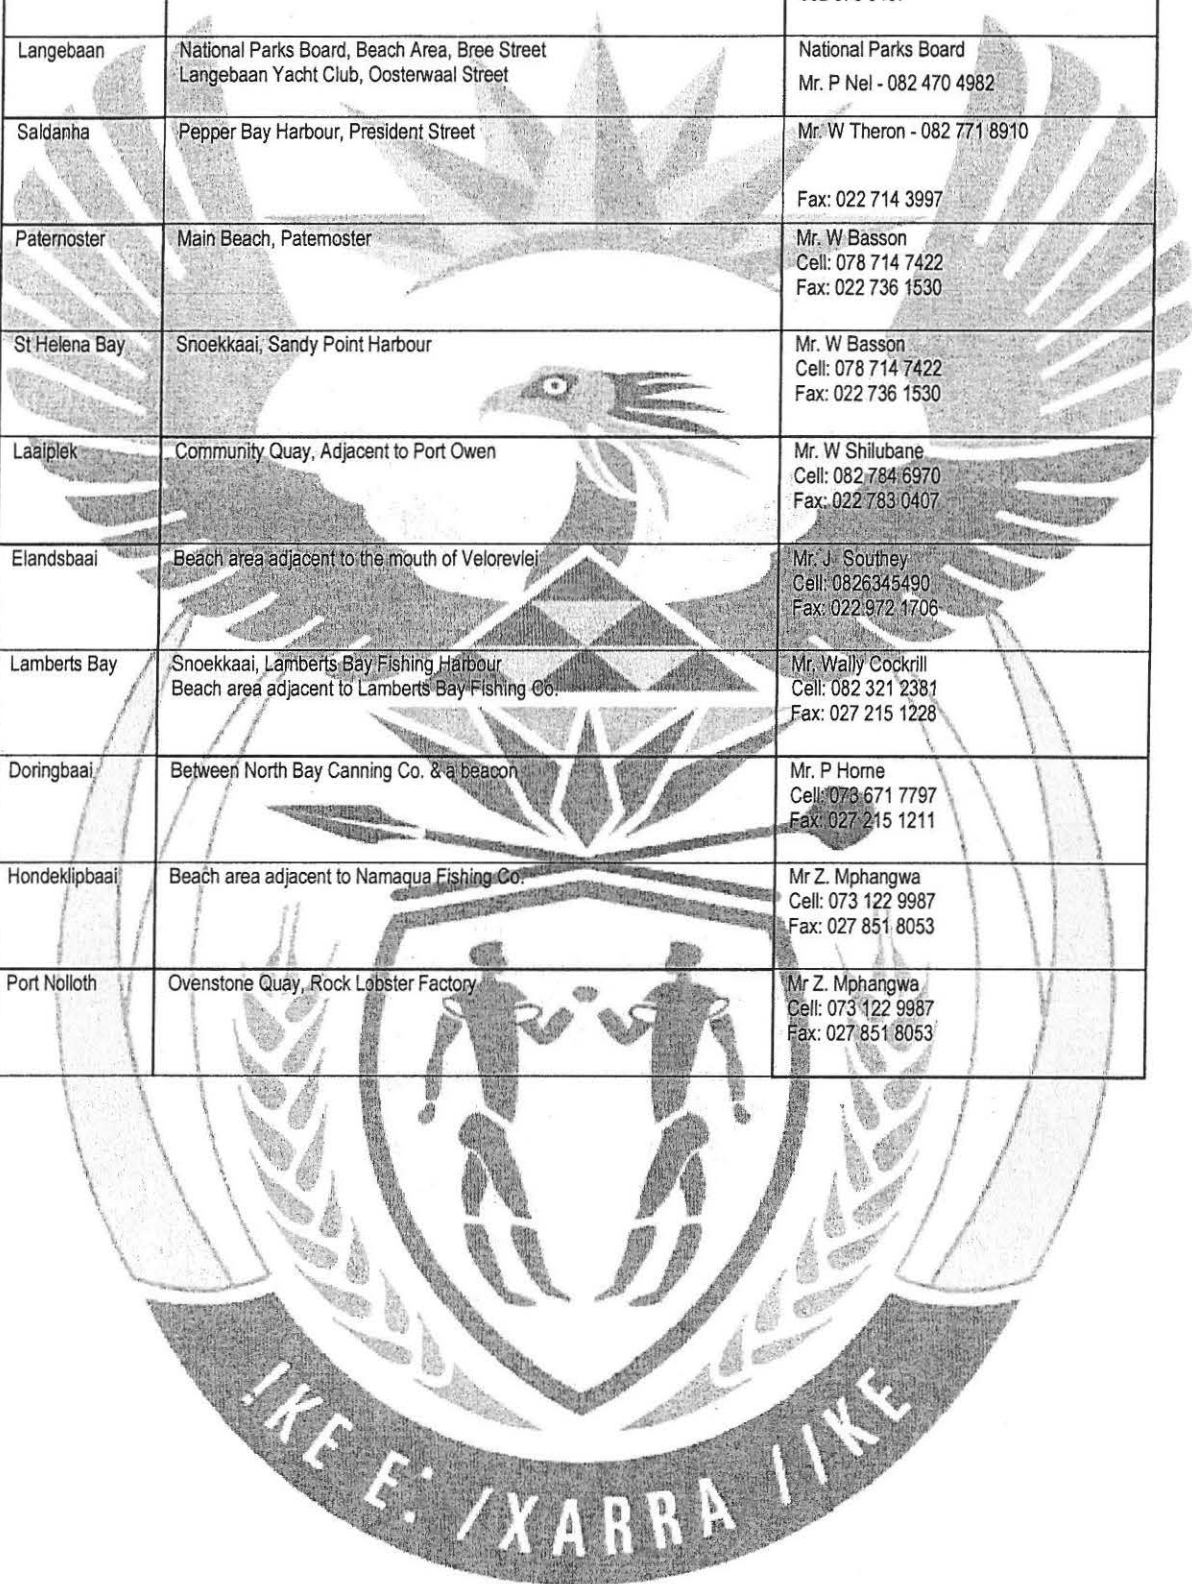 Langebaan
National Parks Board, Beach Area, Bree Street
Langebaan Yacht Club, Oosterwaal Street
National Parks Board
Mr. P Nel - 082 470 4982
Saldanha
Pepper Bay Harbour, President Street
Mr. W Theron - 082 771 8910
Fax: 022 714 3997
Paternoster
Main Beach, Paternoster
Mr. W Basson
Cell: 078 714 7422
Fax: 022 736 1530
St Helena Bay
Snoekkaai, Sandy Point Harbour
Mr. W Basson
Cell: 078 714 7422
Fax: 022 736 1530
Laaiplek
Community Quay, Adjacent to Port Owen
Mr. W Shilubane
Cell: 082 784 6970
Fax: 022 783 0407
Elandsbaai
Beach area adjacent to the mouth of Velorevlei
Mr. J. Southey
Cell: 0826345490
Fax: 022 972 1706
Lamberts Bay
Snoekkaai, Lamberts Bay Fishing Harbour
Beach area adjacent to Lamberts Bay Fishing Co.
Mr. Wally Cockrill
Cell: 082 321 2381
Fax: 027 215 1228
Doringbaai
Between North Bay Canning Co. & a beacon
Mr. P Horne
Cell: 073 671 7797
Fax: 027 215 1211
Hondeklipbaai
Beach area adjacent to Namaqua Fishing Co.
Mr Z. Mphangwa
Cell: 073 122 9987
Fax: 027 851 8053
Port Nolloth
Ovenstone Quay, Rock Lobster Factory
Mr Z. Mphangwa
Cell: 073 122 9987
Fax: 027 851 8053
!KE E: /XARRA //KE